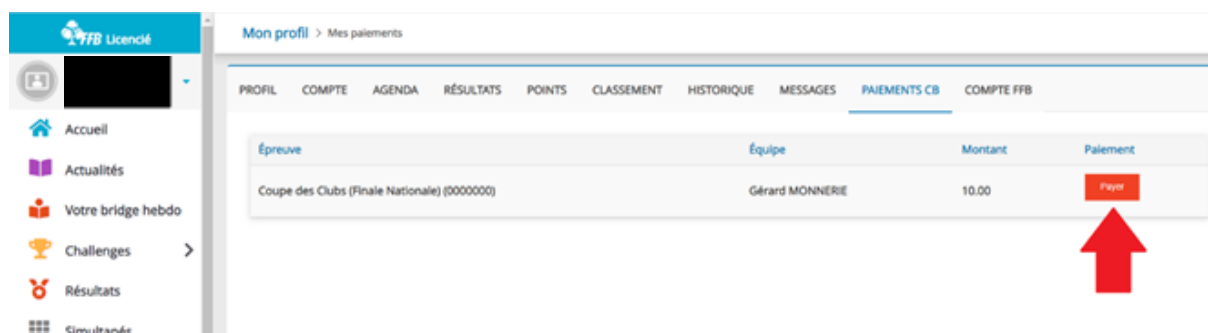 FFB Licencié
Mon profil > Mes paiements
PROFIL COMPTE AGENDA RÉSULTATS POINTS CLASSEMENT HISTORIQUE MESSAGES PAIEMENTS CB COMPTE FFB
Accueil
Actualités
Votre bridge hebdo
Challenges
Résultats
Simultanés
Épreuve Équipe Montant Paiement
Coupe des Clubs (Finale Nationale) (0000000) Gérard MONNERIE 10.00 Payer